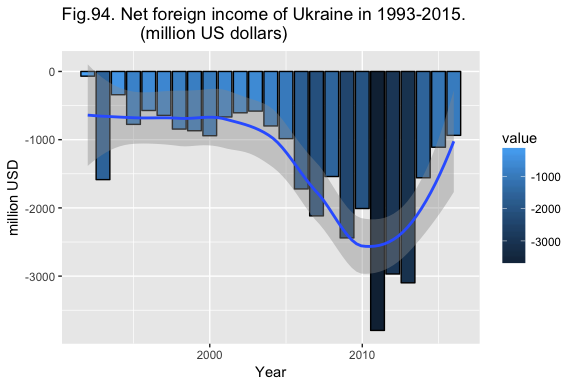 Fig.94. Net foreign income of Ukraine in 1993-2015.
(million US dollars)
0
-1000
-2000
-3000
million USD
2000
2010
Year
value
-1000
-2000
-3000